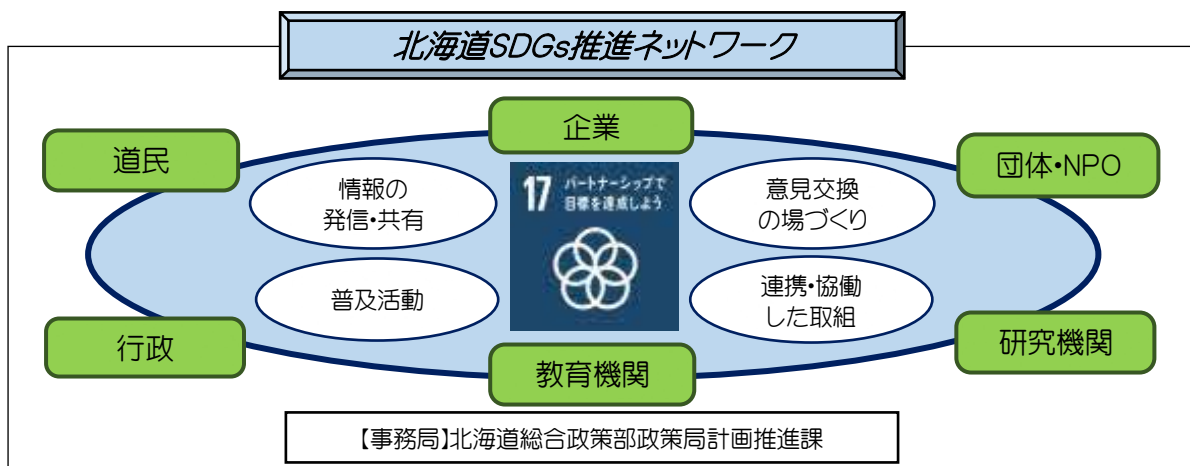 北海道SDGs推進ネットワーク
企業
道民
団体・NPO
情報の
発信・共有
17 パートナーシップで
目標を達成しよう
意見交換
の場づくり
普及活動
連携・協働
した取組
行政
教育機関
研究機関
【事務局】北海道総合政策部政策局計画推進課